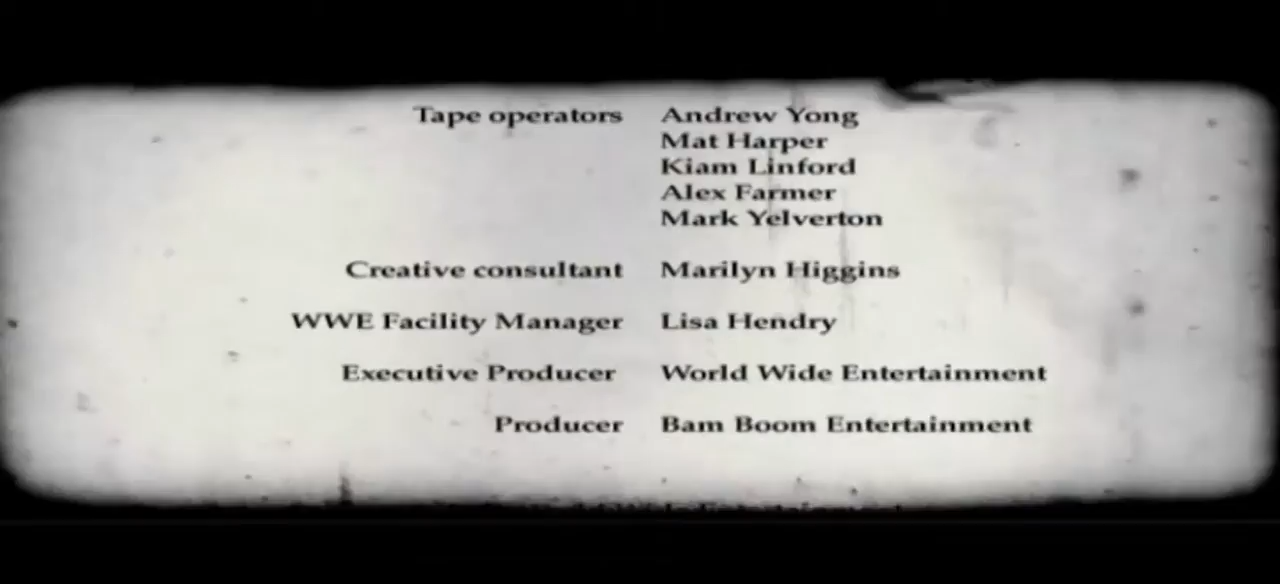 Tape operators Andrew Yong
Mat Harper
Kiam Linford
Alex Farmer
Mark Yelverton
Creative consultant Marilyn Higgins
WWE Facility Manager Lisa Hendry
Executive Producer World Wide Entertainment
Producer Bam Boom Entertainment